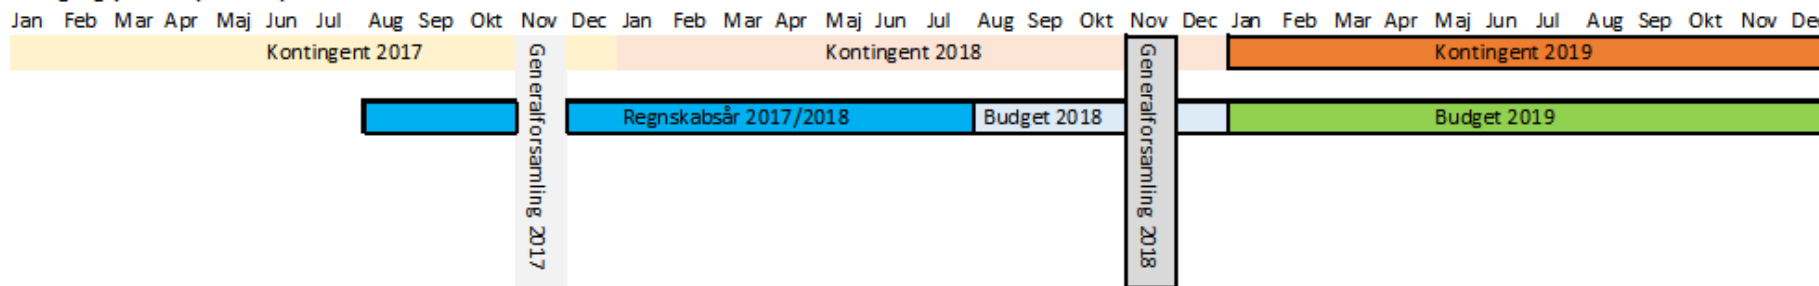 Jan Feb Mar Apr Maj Jun Jul Aug Sep Okt Nov Dec Jan Feb Mar Apr Maj Jun Jul Aug Sep Okt Nov Dec Jan Feb Mar Apr Maj Jun Jul Aug Sep Okt Nov Dec
Kontingent 2017 Kontingent 2018 Kontingent 2019
Generalforsamling 2017
Generalforsamling 2018
Regnskabsår 2017/2018 Budget 2018 Budget 2019